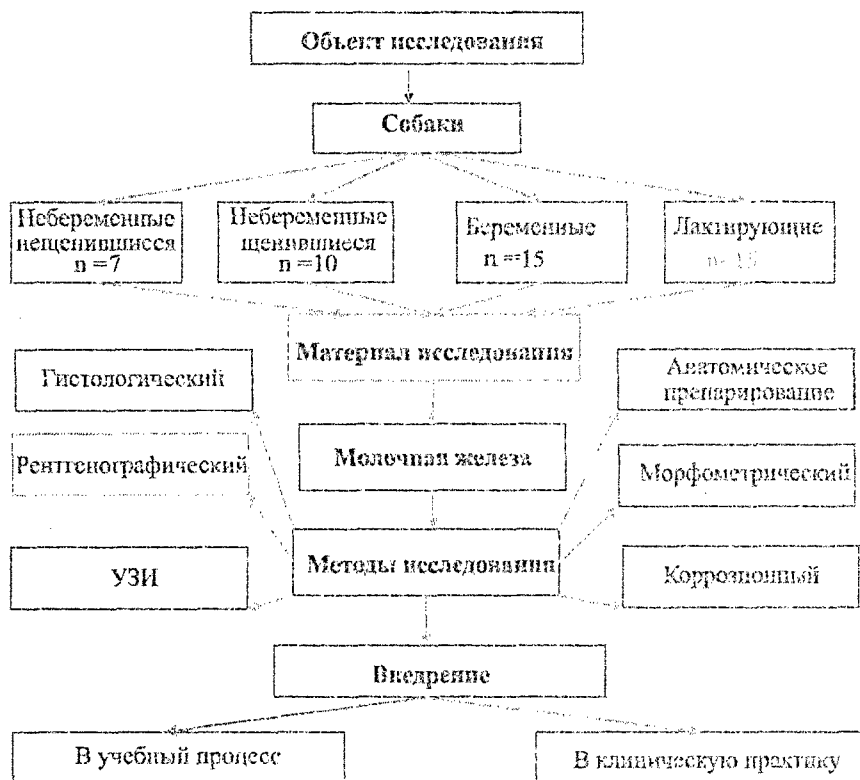 Объект исследования
Собаки
Небеременные
нещенившиеся
n =7
Небеременные
щенившиеся
n =10
Беременные
n =15
Лактирующие
n- 15
Материал исследования
Гистологический
Анатомическое
препарирование
Рентгенографический
Молочная железа
Морфометрический
УЗИ
Методы исследования
Коррозионный
Внедрение
В учебный процесс
В клиническую практику